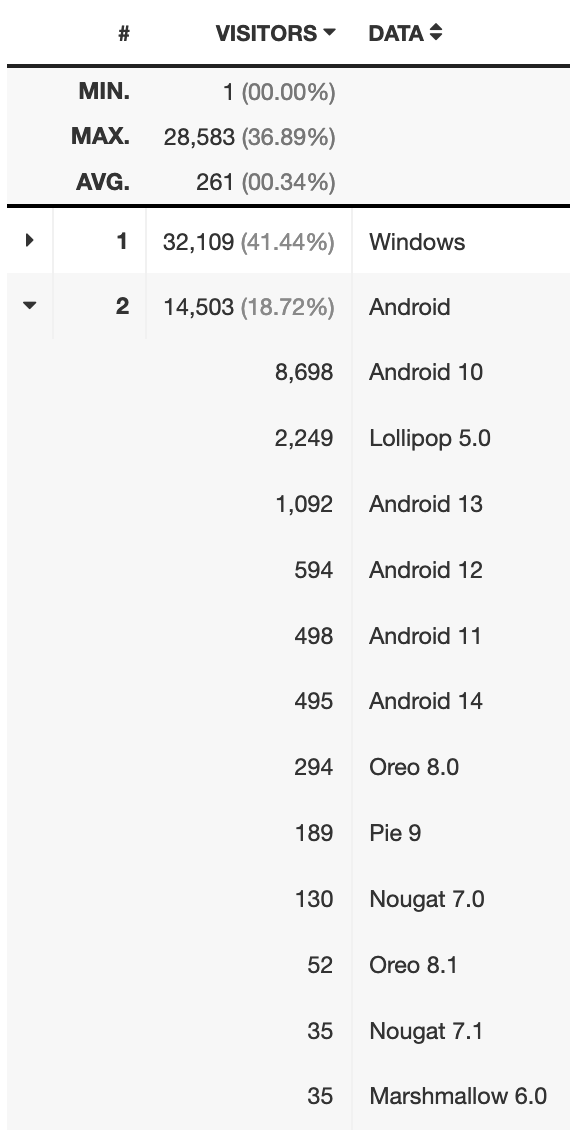 # VISITORS DATA
MIN. 1 (00.00%)
MAX. 28,583 (36.89%)
AVG. 261 (00.34%)
1 32,109 (41.44%) Windows
2 14,503 (18.72%) Android
8,698 Android 10
2,249 Lollipop 5.0
1,092 Android 13
594 Android 12
498 Android 11
495 Android 14
294 Oreo 8.0
189 Pie 9
130 Nougat 7.0
52 Oreo 8.1
35 Nougat 7.1
35 Marshmallow 6.0